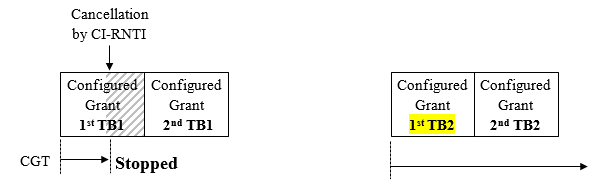 Cancellation
by CI-RNTI
Configured
Grant
1st TB1
Configured
Grant
2nd TB1
Configured
Grant
1st TB2
Configured
Grant
2nd TB2
CGT
Stopped